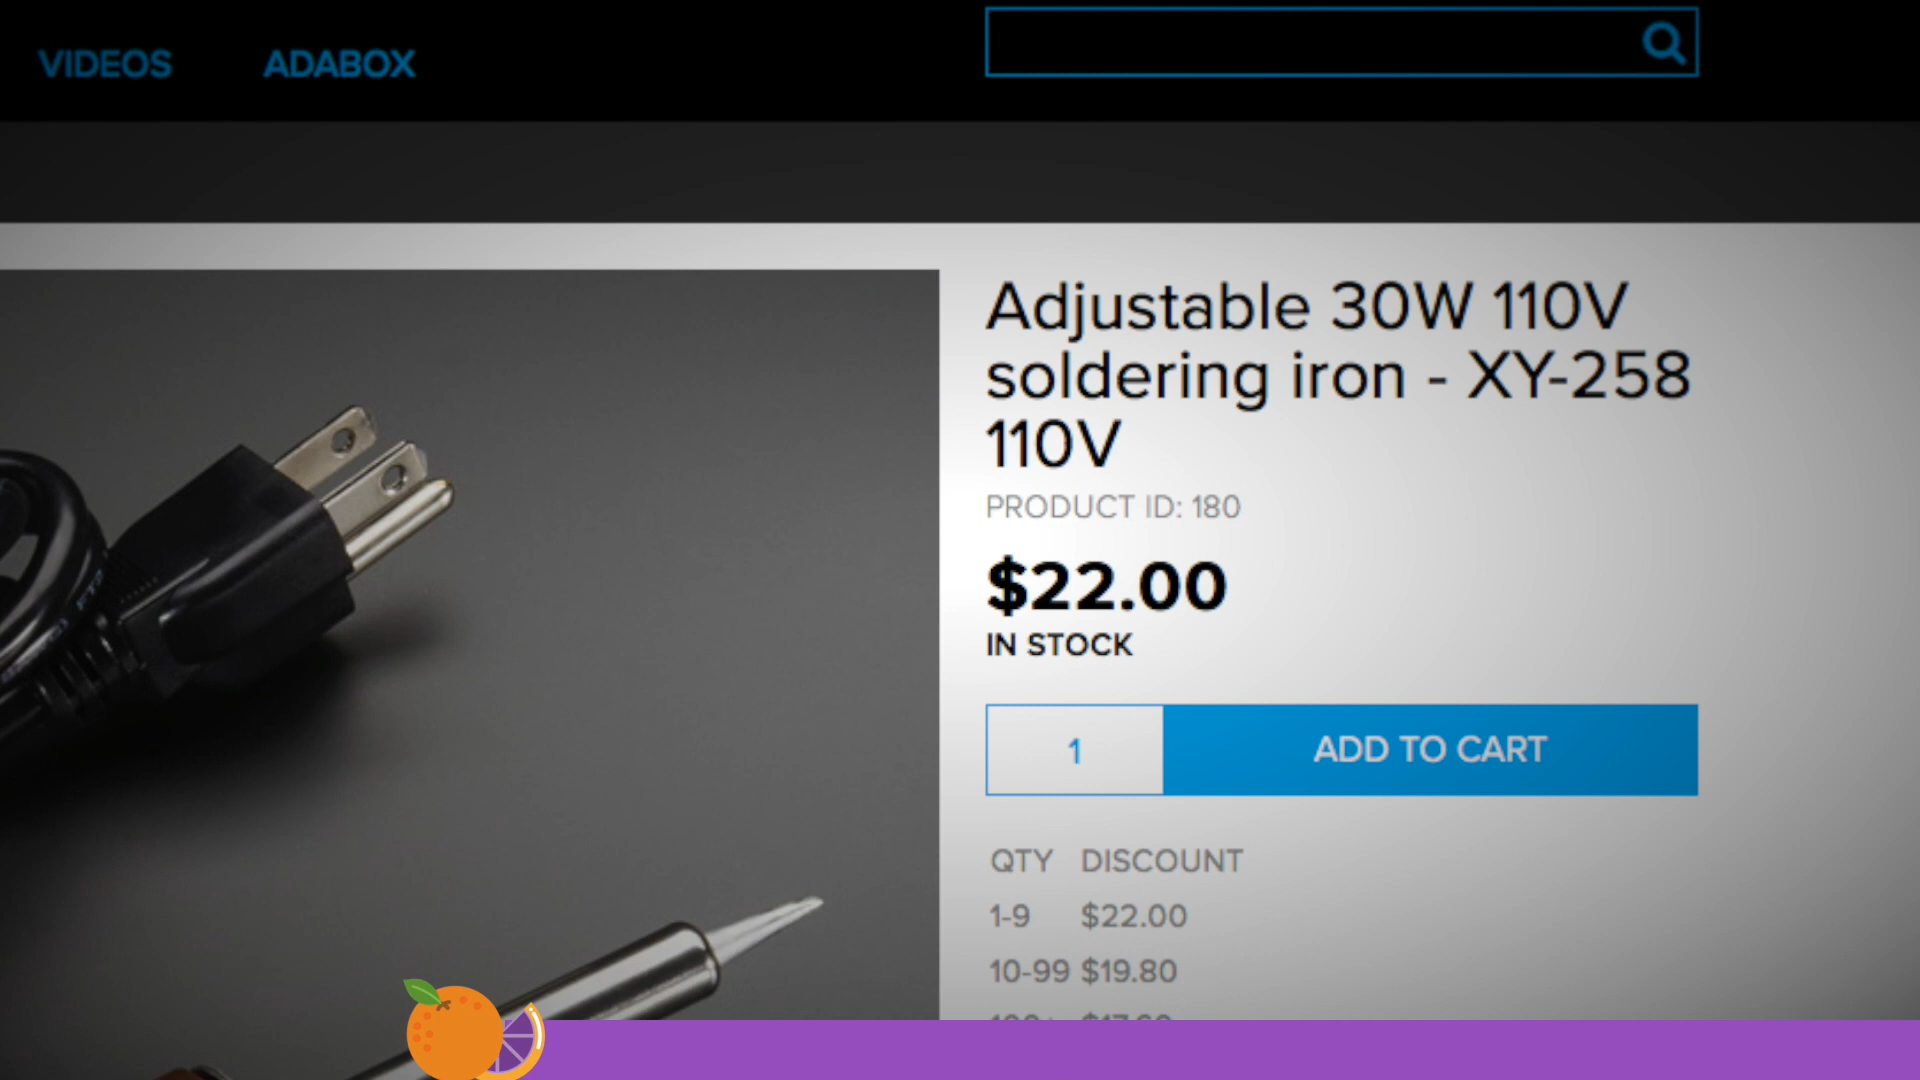 VIDEOS ADABOX
Adjustable 30W 110V
soldering iron - XY-258
110V
PRODUCT ID: 180
$22.00
IN STOCK
1 ADD TO CART
QTY DISCOUNT
1-9 $22.00
10-99 $19.80